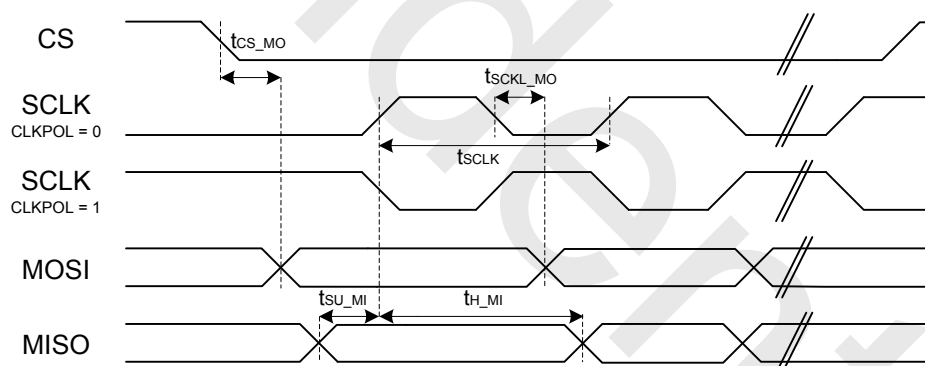 CS
tCS_MO
tSCKL_MO
SCLK
CLKPOL = 0
tSCLK
SCLK
CLKPOL = 1
MOSI
tSU_MI
tH_MI
MISO